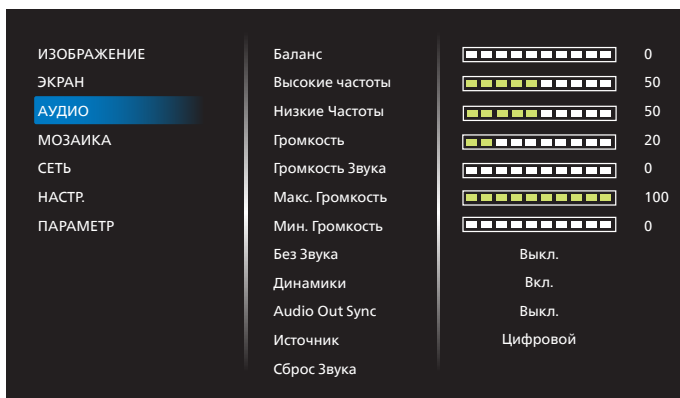 ИЗОБРАЖЕНИЕ
ЭКРАН
АУДИО
МОЗАИКА
СЕТЬ
НАСТР.
ПАРАМЕТР
Баланс 0
Высокие частоты 50
Низкие Частоты 50
Громкость 20
Громкость Звука 0
Макс. Громкость 100
Мин. Громкость 0
Без Звука Выкл.
Динамики Вкл.
Audio Out Sync Выкл.
Источник Цифровой
Сброс Звука